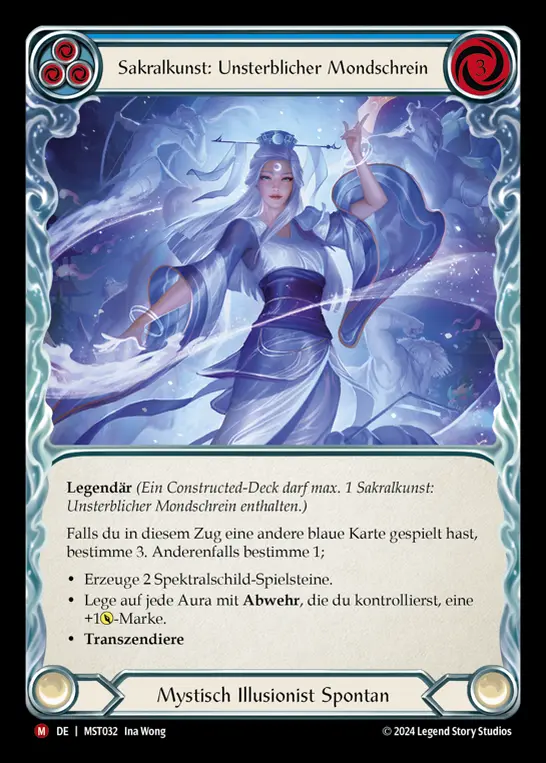 Sakralkunst: Unsterblicher Mondschrein
3
Legendär (Ein Constructed-Deck darf max. 1 Sakralkunst:
Unsterblicher Mondschrein enthalten.)
Falls du in diesem Zug eine andere blaue Karte gespielt hast,
bestimme 3. Anderenfalls bestimme 1;
• Erzeuge 2 Spektralschild-Spielsteine.
• Lege auf jede Aura mit Abwehr, die du kontrollierst, eine
+1-Marke.
• Transzendiere
Mystisch Illusionist Spontan
M DE | MST032 Ina Wong
© 2024 Legend Story Studios